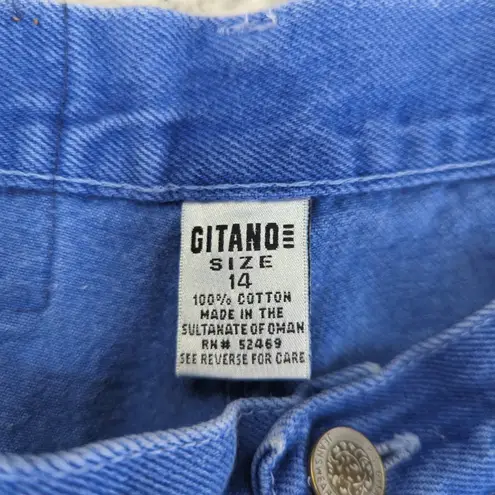 GITANO
SIZE
14
100% COTTON
MADE IN THE
SULTANATE OF OMAN
RN# 52469
SEE REVERSE FOR CARE